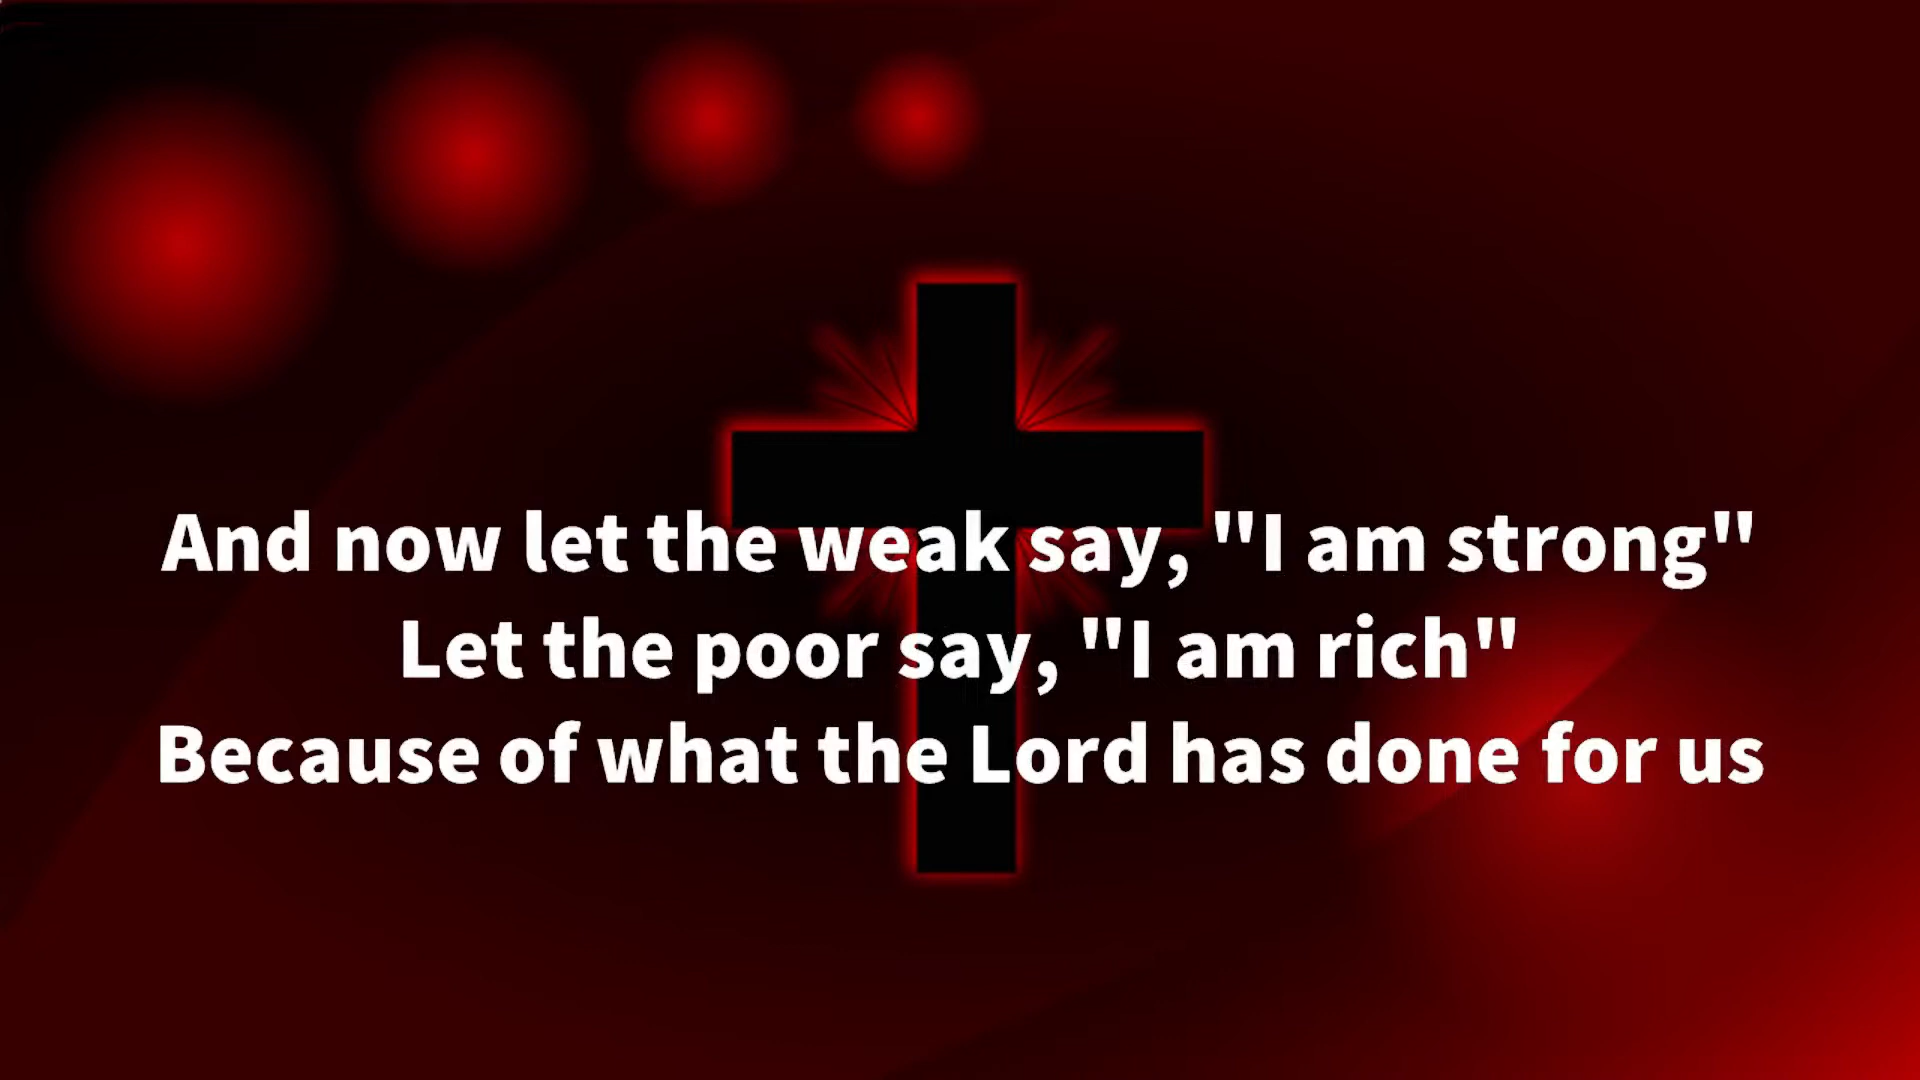 And now let the weak say, "I am strong"
Let the poor say, "I am rich"
Because of what the Lord has done for us